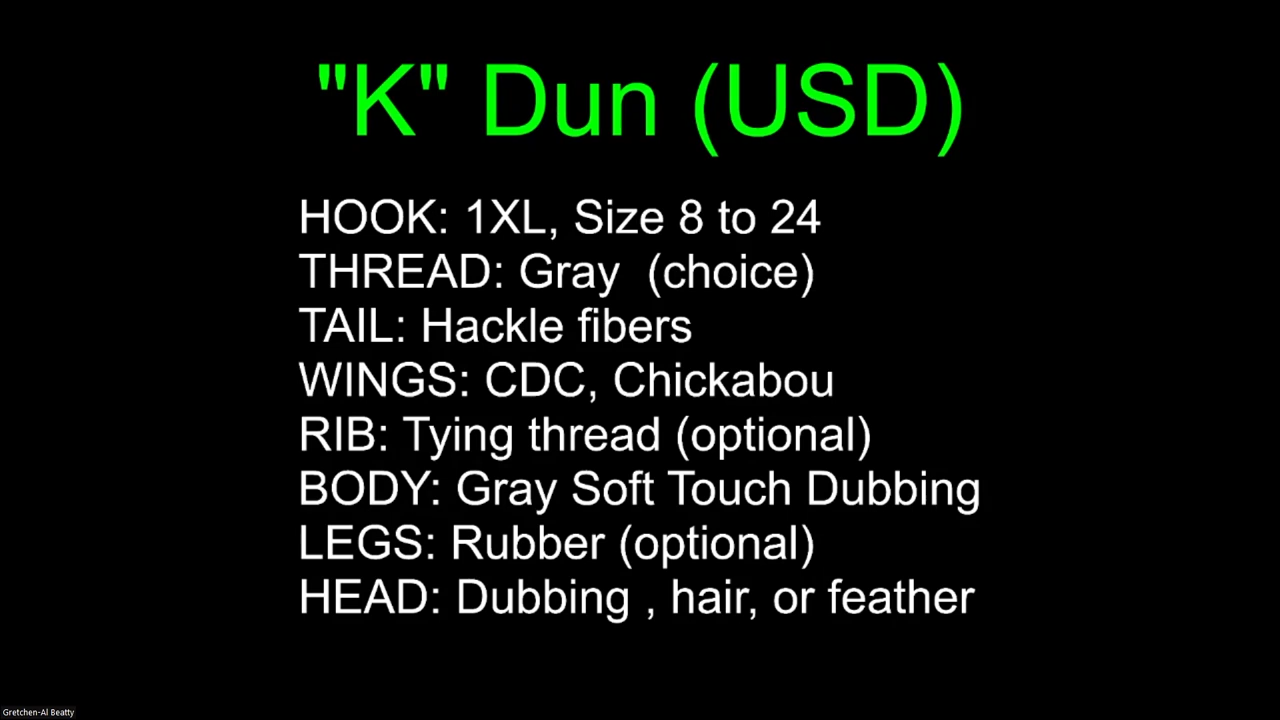 "K" Dun (USD)
HOOK: 1XL, Size 8 to 24
THREAD: Gray  (choice)
TAIL: Hackle fibers
WINGS: CDC, Chickabou
RIB: Tying thread (optional)
BODY: Gray Soft Touch Dubbing
LEGS: Rubber (optional)
HEAD: Dubbing , hair, or feather
Gretchen-Al Beatty